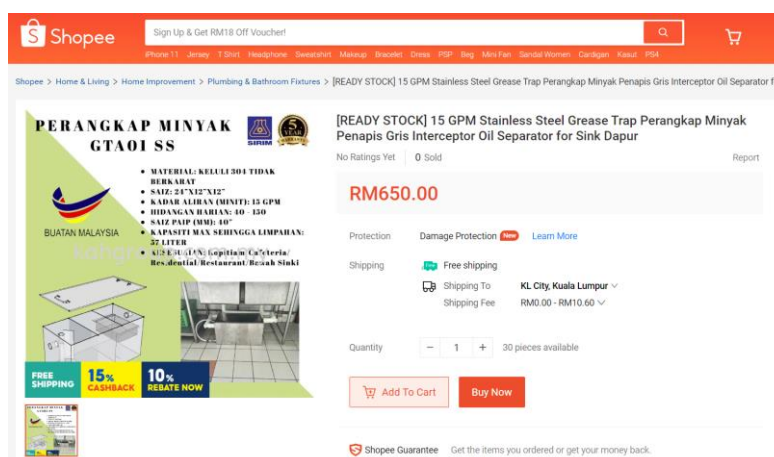 Shopee
Sign Up & Get RM18 Off Voucher!
iPhone 11 Jersey T Shirt Headphone Sweatshirt Makeup Bracelet Dress PSP Beg Mini Fan Sandal Women Cardigan Kasut PS4
Shopee > Home & Living > Home Improvement > Plumbing & Bathroom Fixtures > [READY STOCK] 15 GPM Stainless Steel Grease Trap Perangkap Minyak Penapis Gris Interceptor Oil Separator f
PERANGKAP MINYAK
GTA01 SS
SIRIM
5
YEAR
WARRANTY
MATERIAL: KELULI 304 TIDAK
BERKARAT
SAIZ: 24"X12"X12"
KADAR ALIRAN (MINIT): 15 GPM
HIDANGAN HARIAN: 40 - 150
SAIZ PAIP (MM): 40"
KAPASITI MAX SEHINGGA LIMPAHAN:
57 LITER
Kopitiam/Cafeteria/
Residential/Restaurant/Bawah Sinki
BUATAN MALAYSIA
FREE
SHIPPING
15%
CASHBACK
10%
REBATE NOW
[READY STOCK] 15 GPM Stainless Steel Grease Trap Perangkap Minyak
Penapis Gris Interceptor Oil Separator for Sink Dapur
No Ratings Yet 0 Sold Report
RM650.00
Protection Damage Protection New Learn More
Shipping Free shipping
Shipping To KL City, Kuala Lumpur
Shipping Fee RM0.00 - RM10.60
Quantity - 1 + 30 pieces available
Add To Cart Buy Now
Shopee Guarantee Get the items you ordered or get your money back.